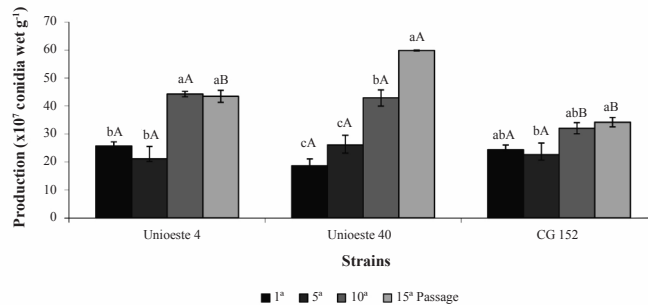 Production (x10⁷ conidia wet g⁻¹)
70
60
50
40
30
20
10
0
bA bA aA aB
cA cA bA aA
abA bA abB aB
Unioeste 4 Unioeste 40 CG 152
Strains
1ª 5ª 10ª 15ª Passage